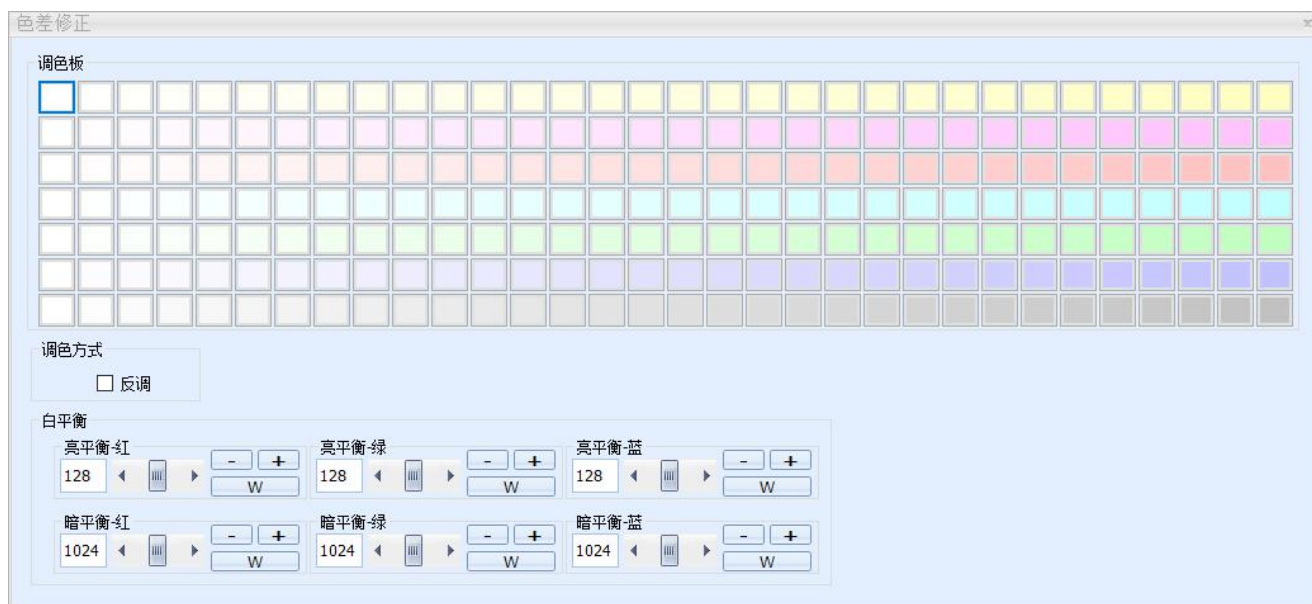 色差修正
调色板
调色方式
反调
白平衡
亮平衡-红 亮平衡-绿 亮平衡-蓝
128 - + W 128 - + W 128 - + W
暗平衡-红 暗平衡-绿 暗平衡-蓝
1024 - + W 1024 - + W 1024 - + W